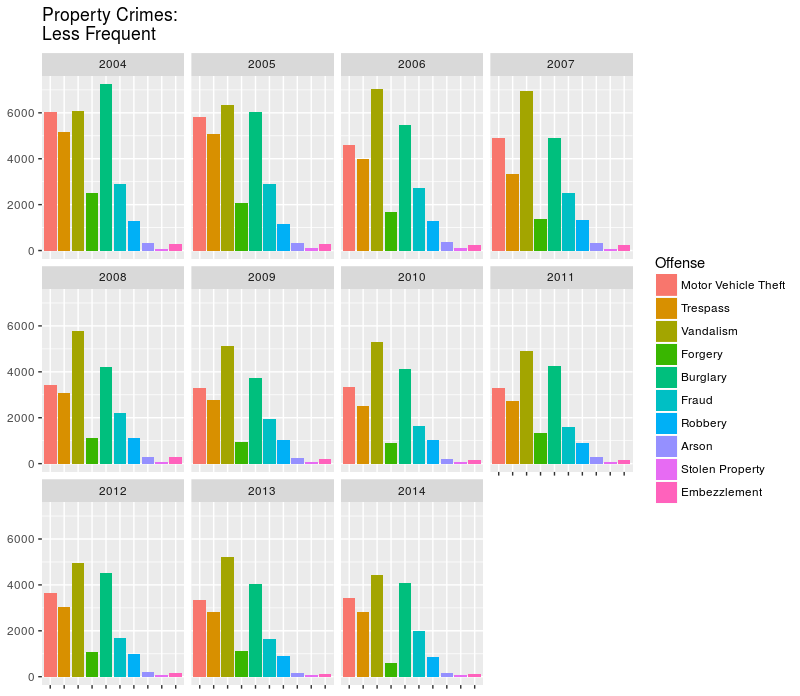 Property Crimes:
Less Frequent
2004
2005
2006
2007
6000
4000
2000
0
2008
2009
2010
2011
6000
4000
2000
0
2012
2013
2014
6000
4000
2000
0
Offense
Motor Vehicle Theft
Trespass
Vandalism
Forgery
Burglary
Fraud
Robbery
Arson
Stolen Property
Embezzlement